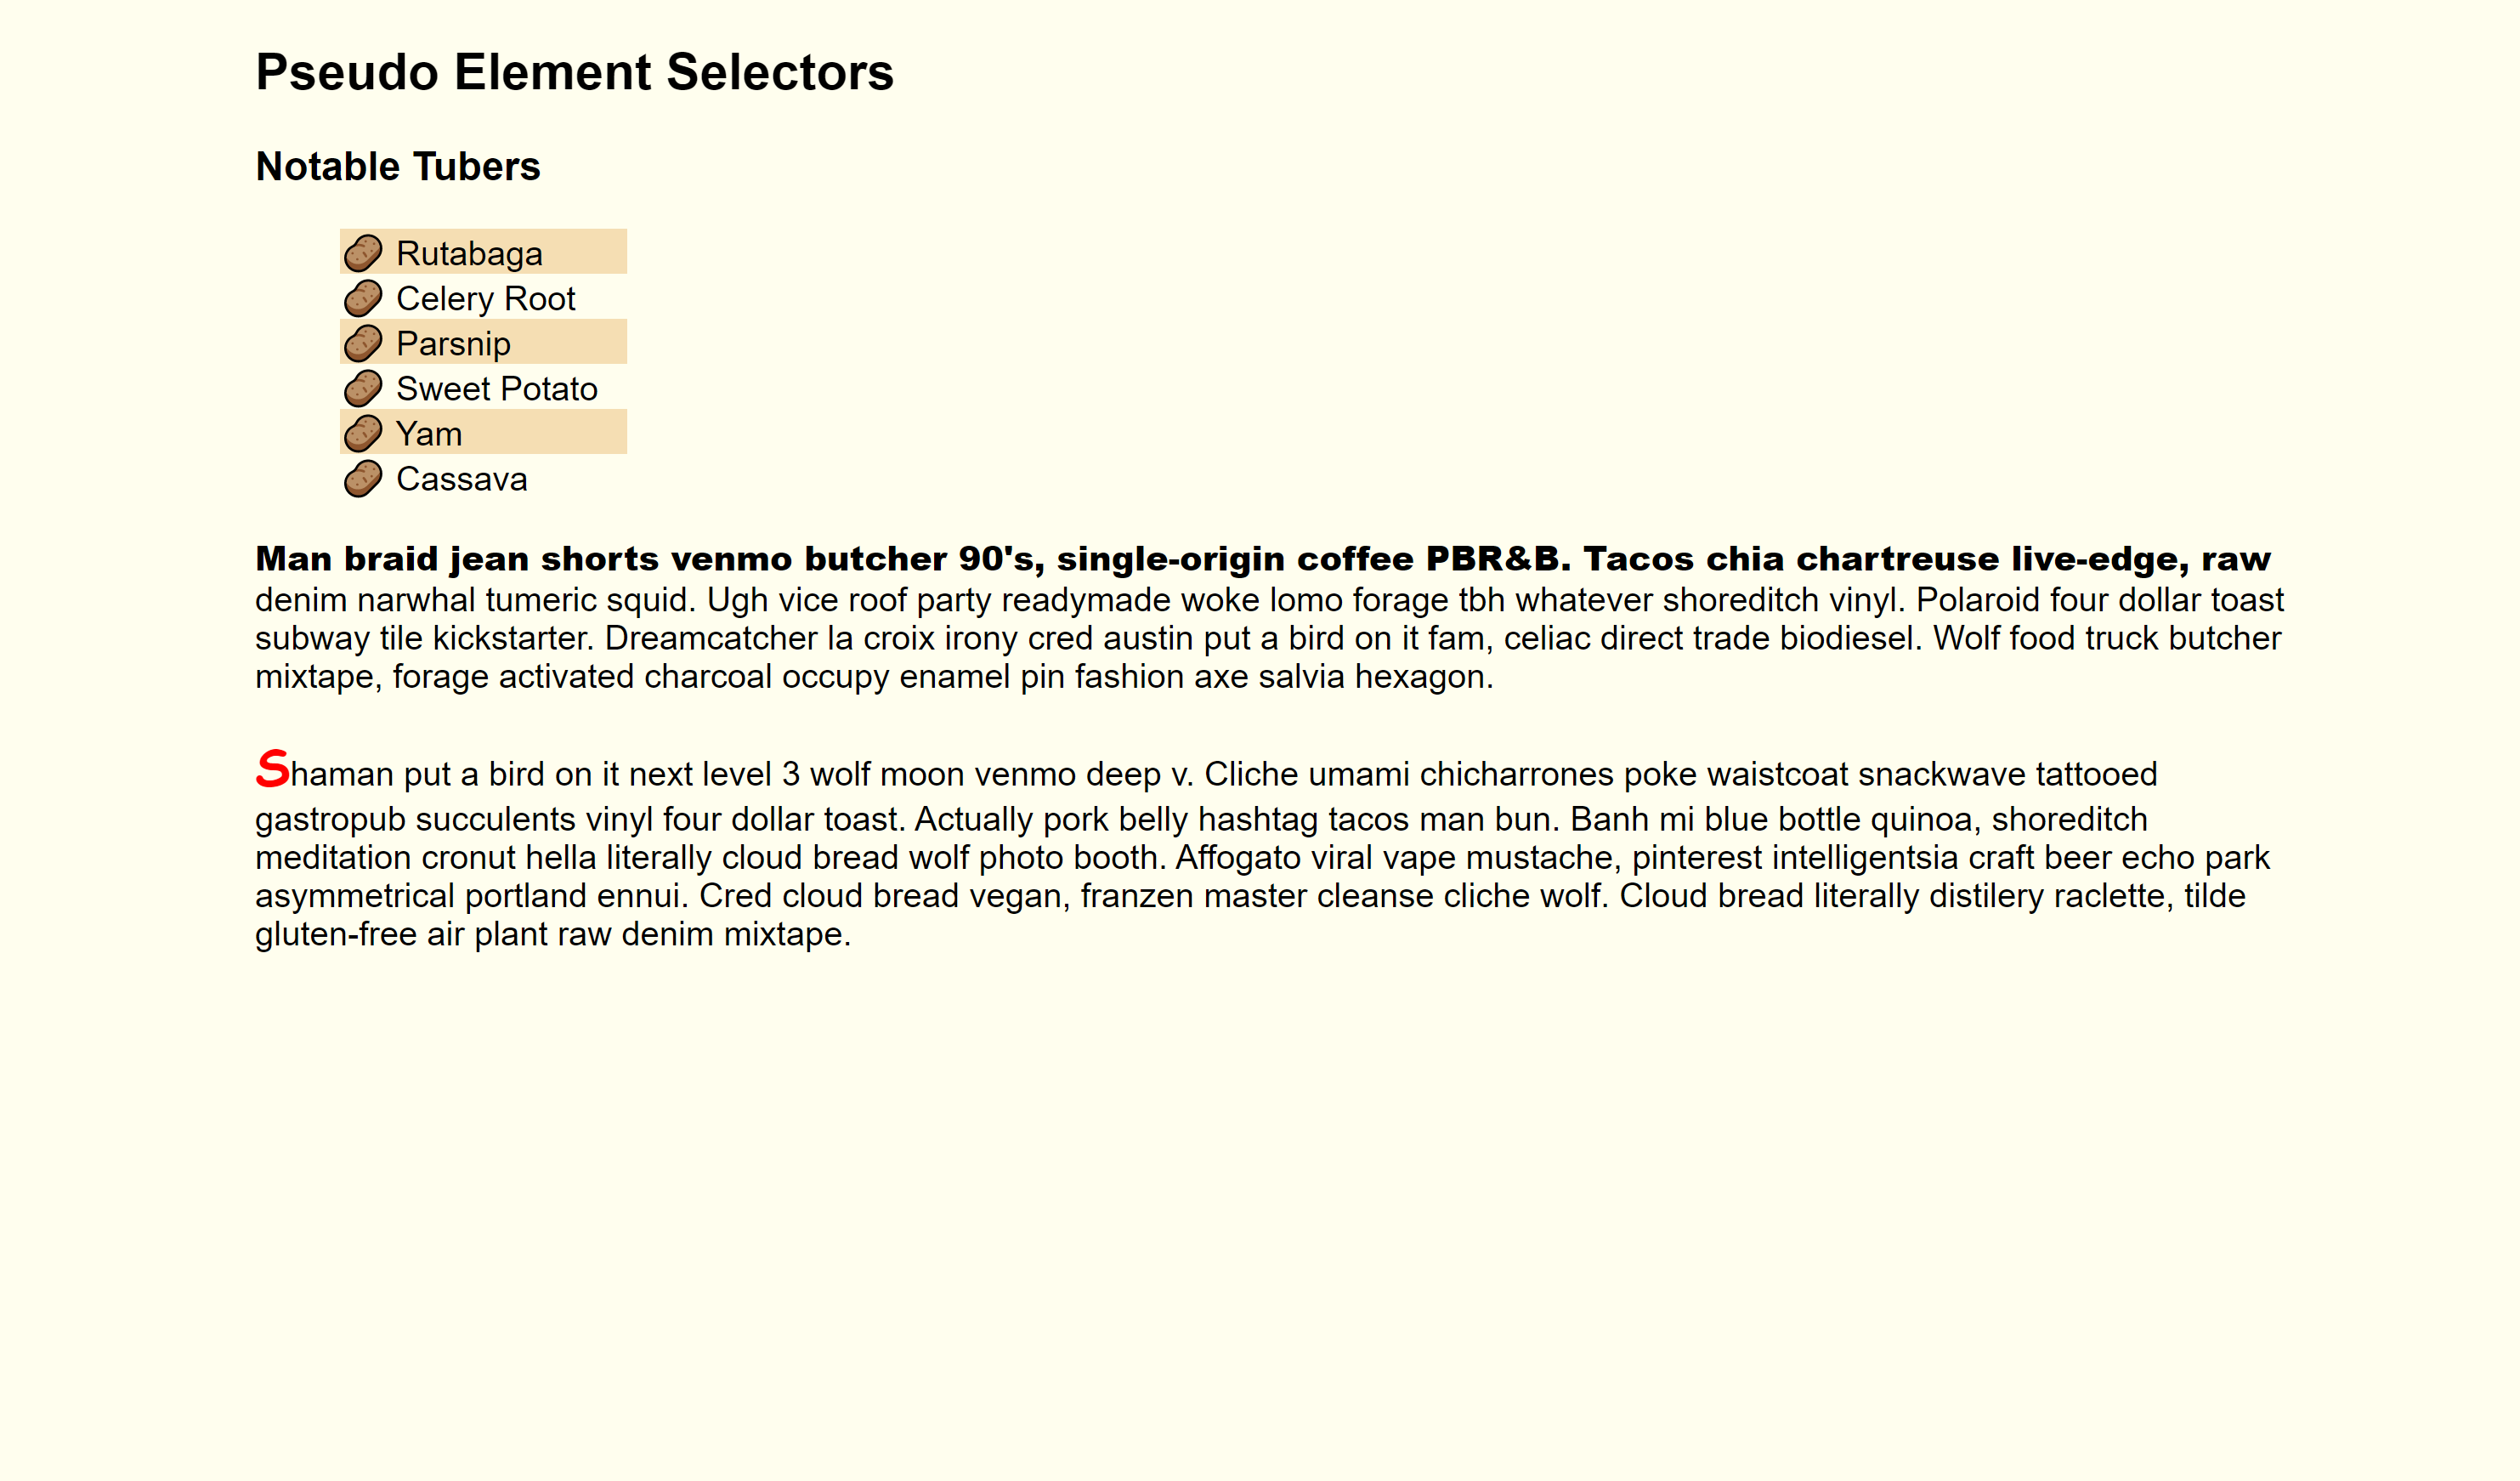 Pseudo Element Selectors
Notable Tubers
Rutabaga
Celery Root
Parsnip
Sweet Potato
Yam
Cassava
Man braid jean shorts venmo butcher 90's, single-origin coffee PBR&B. Tacos chia chartreuse live-edge, raw
denim narwhal tumeric squid. Ugh vice roof party readymade woke lomo forage tbh whatever shoreditch vinyl. Polaroid four dollar toast
subway tile kickstarter. Dreamcatcher la croix irony cred austin put a bird on it fam, celiac direct trade biodiesel. Wolf food truck butcher
mixtape, forage activated charcoal occupy enamel pin fashion axe salvia hexagon.
Shaman put a bird on it next level 3 wolf moon venmo deep v. Cliche umami chicharrones poke waistcoat snackwave tattooed
gastropub succulents vinyl four dollar toast. Actually pork belly hashtag tacos man bun. Banh mi blue bottle quinoa, shoreditch
meditation cronut hella literally cloud bread wolf photo booth. Affogato viral vape mustache, pinterest intelligentsia craft beer echo park
asymmetrical portland ennui. Cred cloud bread vegan, franzen master cleanse cliche wolf. Cloud bread literally distilery raclette, tilde
gluten-free air plant raw denim mixtape.